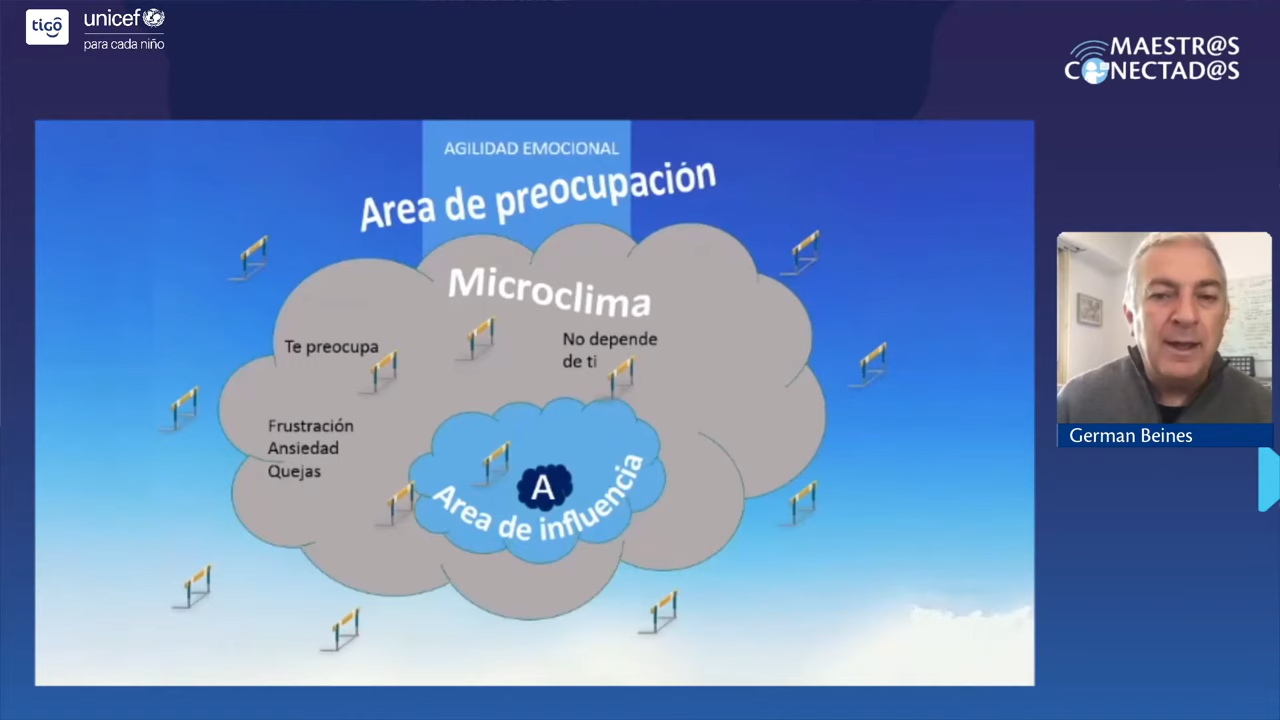 tigô
unicef
para cada niño
MAESTR@S
CONECTAD@S
AGILIDAD EMOCIONAL
Area de preocupación
Microclima
Te preocupa
No depende
de ti
Frustración
Ansiedad
Quejas
A
Area de influencia
German Beines